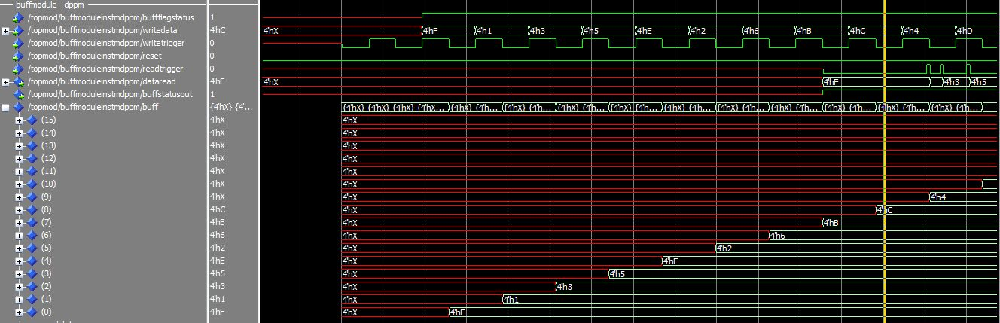 buffmodule - dppm
/topmod/buffmoduleinstmdppm/buffflagstatus 1
/topmod/buffmoduleinstmdppm/writedata 4'hC 4'hX 4'hF 4'h1 4'h3 4'h5 4'hE 4'h2 4'h6 4'hB 4'hC 4'h4 4'hD
/topmod/buffmoduleinstmdppm/writetrigger 0
/topmod/buffmoduleinstmdppm/reset 0
/topmod/buffmoduleinstmdppm/readtrigger 0
/topmod/buffmoduleinstmdppm/dataread 4'hF 4'hX 4'hF 4'h3 4'h5
/topmod/buffmoduleinstmdppm/buffstatusout 1
/topmod/buffmoduleinstmdppm/buff {4'hX} {4'... {4'hX} {4'hX} {4'hX} {4'hX... {4'hX} {4'h... {4'hX} {4'h... {4'hX} {4'h... {4'hX} {4'h... {4'hX} {4'h... {4'hX} {4'h... {4'hX} {4'h... {4'hX} {4'h... {4'hX} {4'h...
(15) 4'hX 4'hX
(14) 4'hX 4'hX
(13) 4'hX 4'hX
(12) 4'hX 4'hX
(11) 4'hX 4'hX
(10) 4'hX 4'hX
(9) 4'hX 4'hX 4'h4
(8) 4'hC 4'hX 4'hC
(7) 4'hB 4'hX 4'hB
(6) 4'h6 4'hX 4'h6
(5) 4'h2 4'hX 4'h2
(4) 4'hE 4'hX 4'hE
(3) 4'h5 4'hX 4'h5
(2) 4'h3 4'hX 4'h3
(1) 4'h1 4'hX 4'h1
(0) 4'hF 4'hX 4'hF